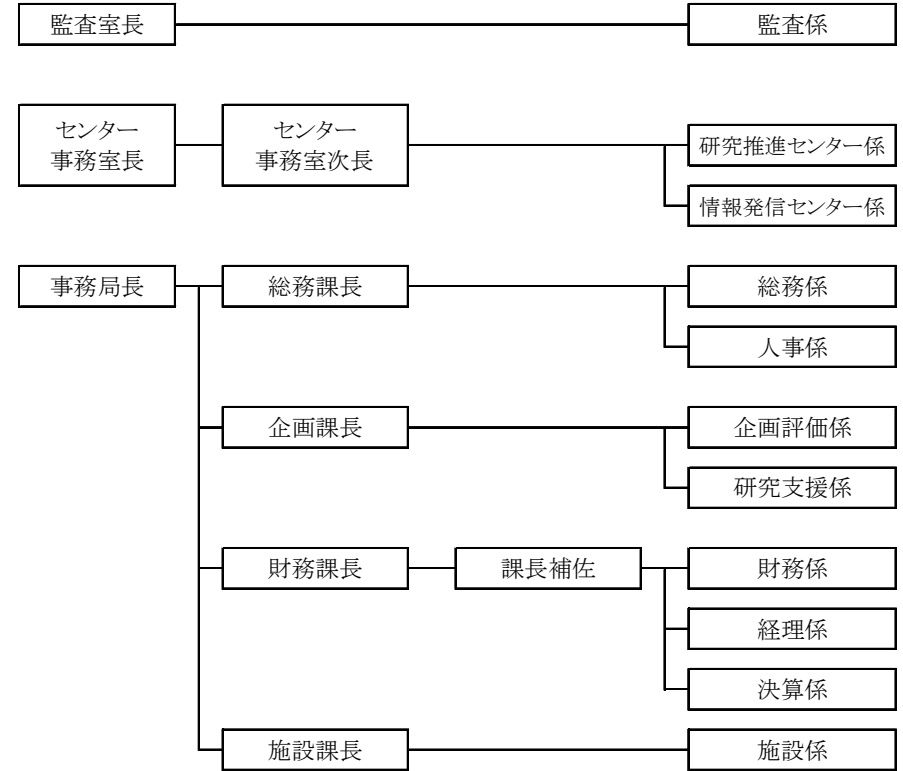 監査室長
監査係
センター
事務室長
センター
事務室次長
研究推進センター係
情報発信センター係
事務局長
総務課長
総務係
人事係
企画課長
企画評価係
研究支援係
財務課長
課長補佐
財務係
経理係
決算係
施設課長
施設係